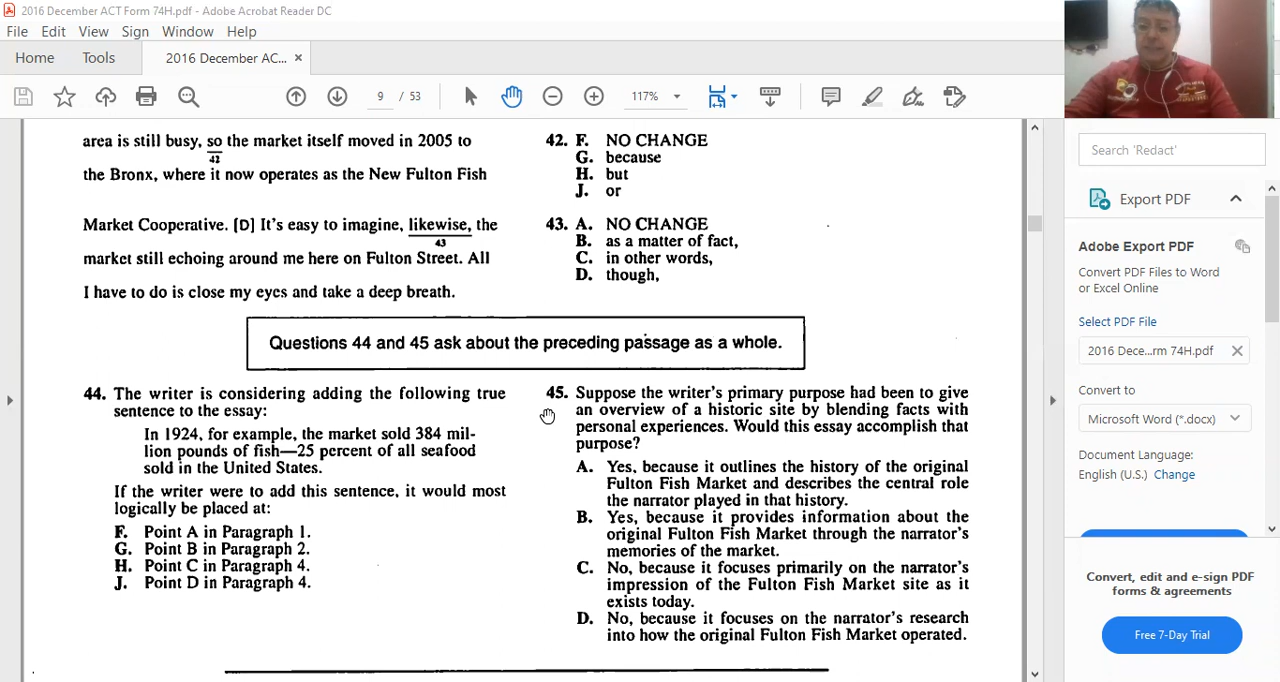 2016 December ACT Form 74H.pdf - Adobe Acrobat Reader DC
File Edit View Sign Window Help
Home Tools 2016 December AC... ×
9 / 53 117%
area is still busy, so the market itself moved in 2005 to
42
the Bronx, where it now operates as the New Fulton Fish
Market Cooperative. [D] It's easy to imagine, likewise, the
43
market still echoing around me here on Fulton Street. All
I have to do is close my eyes and take a deep breath.
42. F. NO CHANGE
G. because
H. but
J. or
43. A. NO CHANGE
B. as a matter of fact,
C. in other words,
D. though,
Questions 44 and 45 ask about the preceding passage as a whole.
44. The writer is considering adding the following true
sentence to the essay:
In 1924, for example, the market sold 384 mil-
lion pounds of fish—25 percent of all seafood
sold in the United States.
If the writer were to add this sentence, it would most
logically be placed at:
F. Point A in Paragraph 1.
G. Point B in Paragraph 2.
H. Point C in Paragraph 4.
J. Point D in Paragraph 4.
45. Suppose the writer's primary purpose had been to give
an overview of a historic site by blending facts with
personal experiences. Would this essay accomplish that
purpose?
A. Yes, because it outlines the history of the original
Fulton Fish Market and describes the central role
the narrator played in that history.
B. Yes, because it provides information about the
original Fulton Fish Market through the narrator's
memories of the market.
C. No, because it focuses primarily on the narrator's
impression of the Fulton Fish Market site as it
exists today.
D. No, because it focuses on the narrator's research
into how the original Fulton Fish Market operated.
Search 'Redact'
Export PDF
Adobe Export PDF
Convert PDF Files to Word
or Excel Online
Select PDF File
2016 Dece...rm 74H.pdf
Convert to
Microsoft Word (*.docx)
Document Language:
English (U.S.) Change
Convert, edit and e-sign PDF
forms & agreements
Free 7-Day Trial